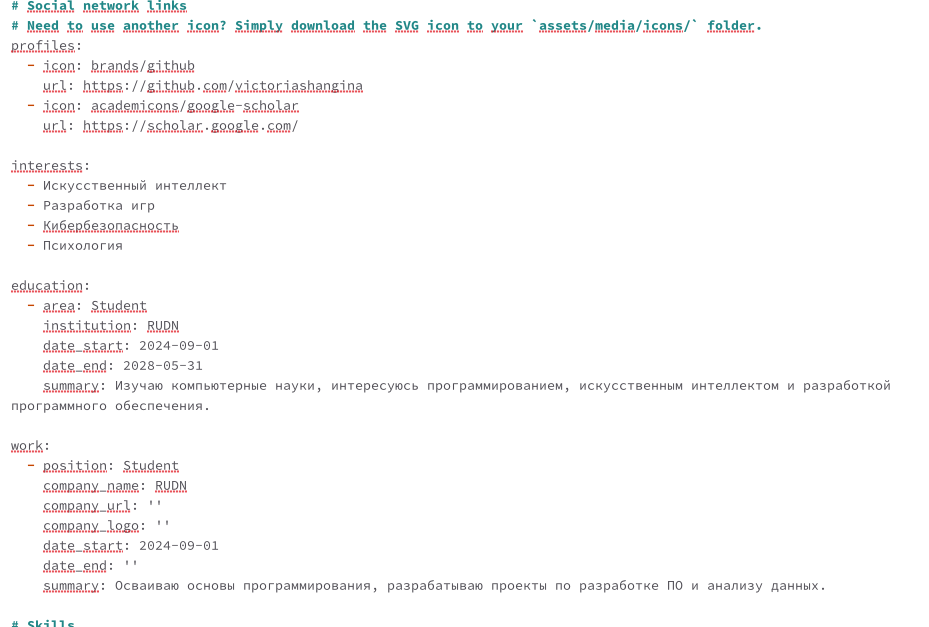 # Social network links
# Need to use another icon? Simply download the SVG icon to your `assets/media/icons/` folder.
profiles:
  - icon: brands/github
    url: https://github.com/victoriashangina
  - icon: academicons/google-scholar
    url: https://scholar.google.com/

interests:
  - Искусственный интеллект
  - Разработка игр
  - Кибербезопасность
  - Психология

education:
  - area: Student
    institution: RUDN
    date_start: 2024-09-01
    date_end: 2028-05-31
    summary: Изучаю компьютерные науки, интересуюсь программированием, искусственным интеллектом и разработкой
программного обеспечения.

work:
  - position: Student
    company_name: RUDN
    company_url: ''
    company_logo: ''
    date_start: 2024-09-01
    date_end: ''
    summary: Осваиваю основы программирования, разрабатываю проекты по разработке ПО и анализу данных.

# Skills